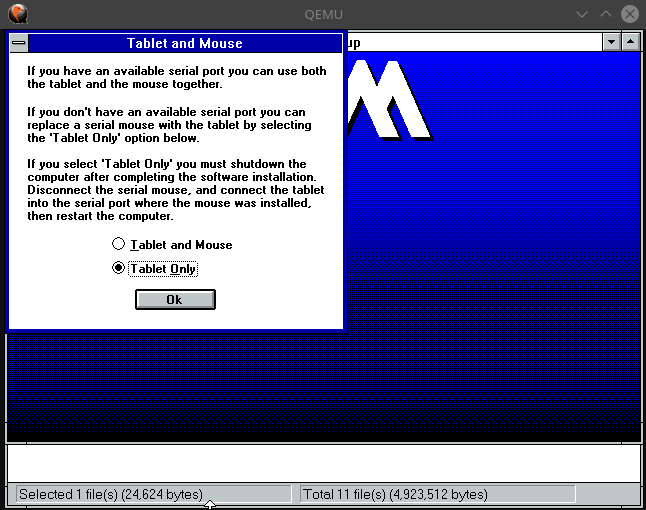 QEMU
Tablet and Mouse
up
If you have an available serial port you can use both
the tablet and the mouse together.
If you don't have an available serial port you can
replace a serial mouse with the tablet by selecting
the 'Tablet Only' option below.
If you select 'Tablet Only' you must shutdown the
computer after completing the software installation.
Disconnect the serial mouse, and connect the tablet
into the serial port where the mouse was installed,
then restart the computer.
Tablet and Mouse
Tablet Only
Ok
Selected 1 file(s) (24,624 bytes)
Total 11 file(s) (4,923,512 bytes)